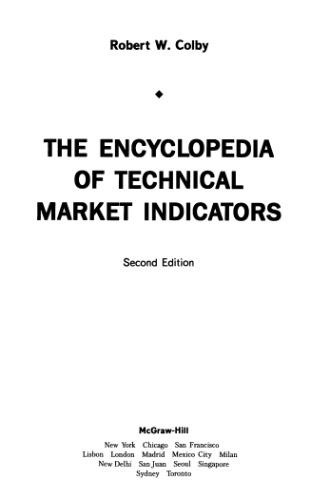 Robert W. Colby
◆
THE ENCYCLOPEDIA
OF TECHNICAL
MARKET INDICATORS
Second Edition
McGraw-Hill
New York Chicago San Francisco
Lisbon London Madrid Mexico City Milan
New Delhi San Juan Seoul Singapore
Sydney Toronto